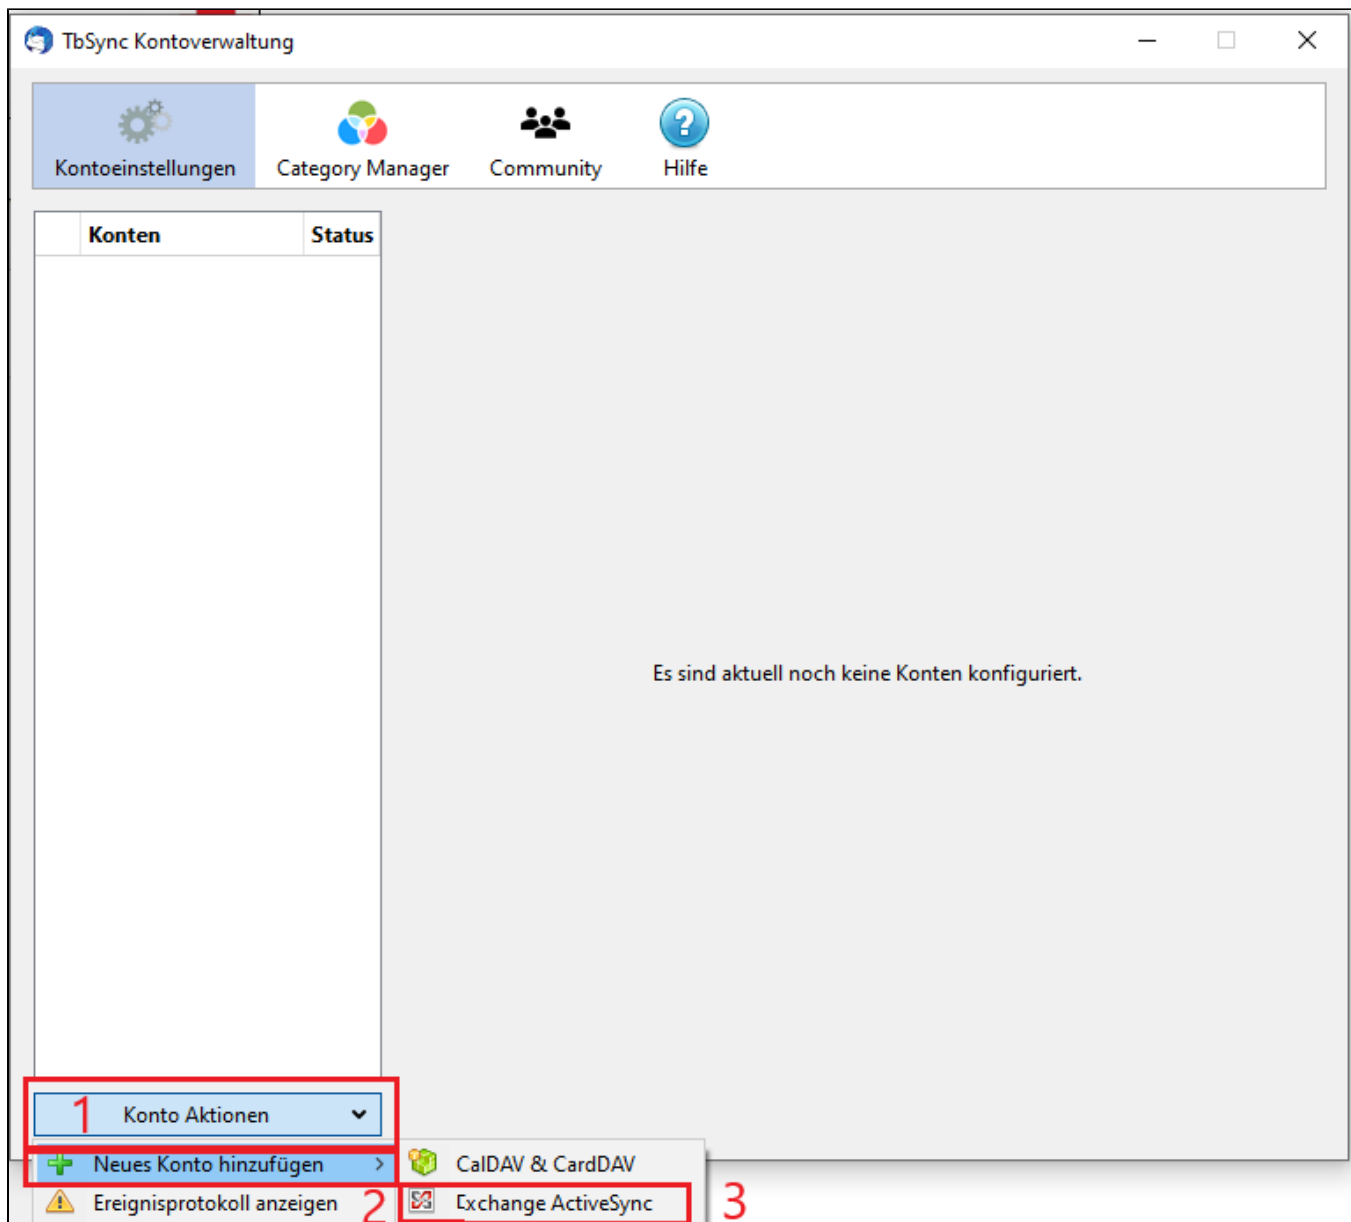 TbSync Kontoverwaltung
Kontoeinstellungen Category Manager Community Hilfe
Konten Status
Es sind aktuell noch keine Konten konfiguriert.
1 Konto Aktionen
Neues Konto hinzufügen > CalDAV & CardDAV
Ereignisprotokoll anzeigen 2 Exchange ActiveSync 3